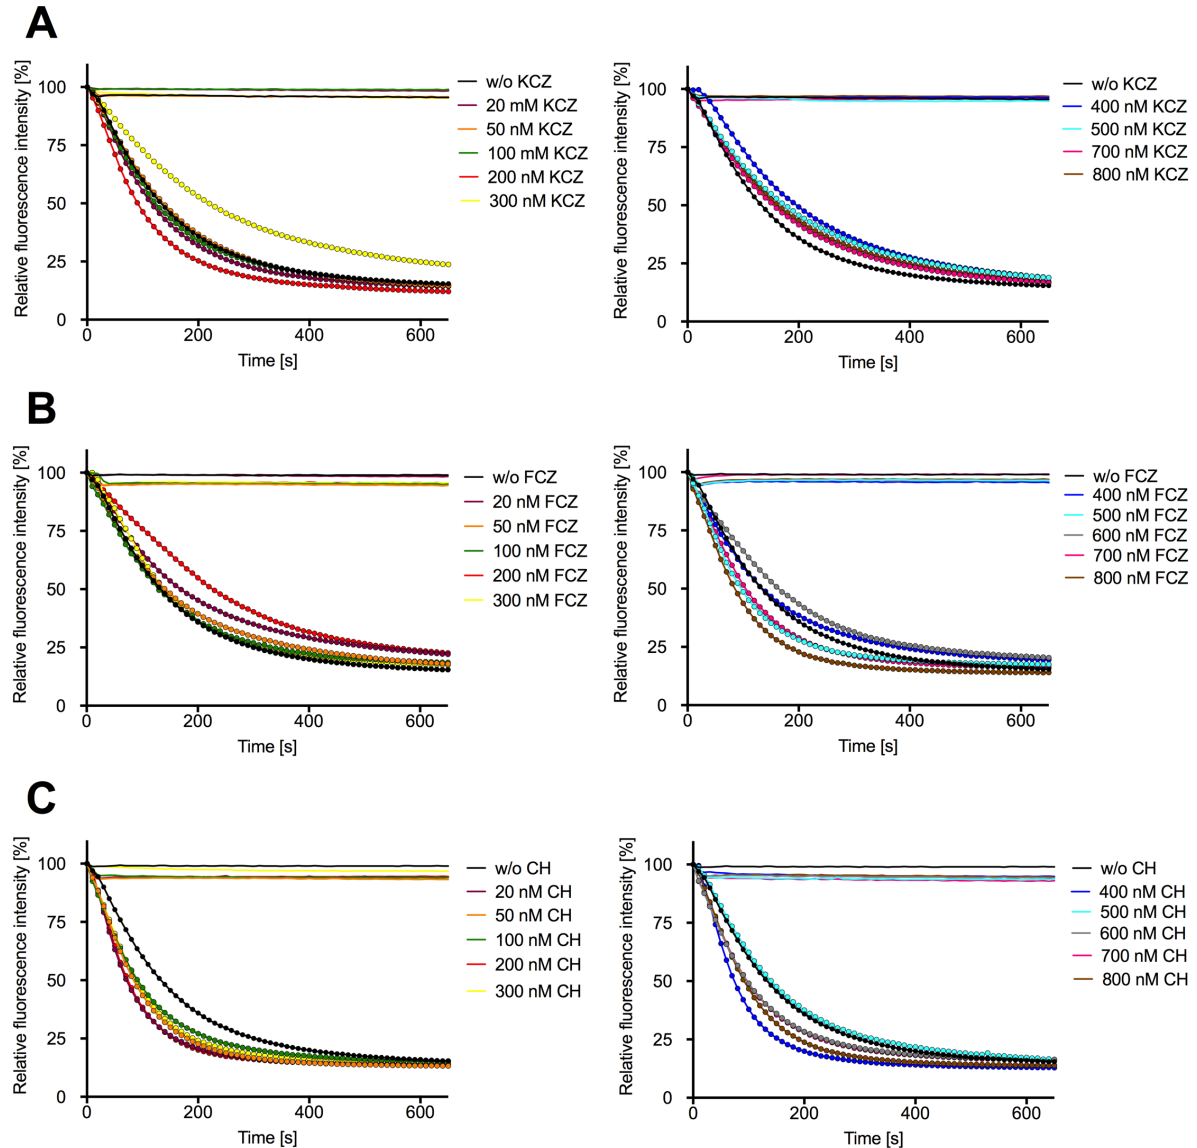 A
Relative fluorescence intensity [%]
100
75
50
25
0
0 200 400 600
Time [s]
w/o KCZ
20 mM KCZ
50 nM KCZ
100 mM KCZ
200 nM KCZ
300 nM KCZ
Relative fluorescence intensity [%]
100
75
50
25
0
0 200 400 600
Time [s]
w/o KCZ
400 nM KCZ
500 nM KCZ
700 nM KCZ
800 nM KCZ
B
Relative fluorescence intensity [%]
100
75
50
25
0
0 200 400 600
Time [s]
w/o FCZ
20 nM FCZ
50 nM FCZ
100 nM FCZ
200 nM FCZ
300 nM FCZ
Relative fluorescence intensity [%]
100
75
50
25
0
0 200 400 600
Time [s]
w/o FCZ
400 nM FCZ
500 nM FCZ
600 nM FCZ
700 nM FCZ
800 nM FCZ
C
Relative fluorescence intensity [%]
100
75
50
25
0
0 200 400 600
Time [s]
w/o CH
20 nM CH
50 nM CH
100 nM CH
200 nM CH
300 nM CH
Relative fluorescence intensity [%]
100
75
50
25
0
0 200 400 600
Time [s]
w/o CH
400 nM CH
500 nM CH
600 nM CH
700 nM CH
800 nM CH